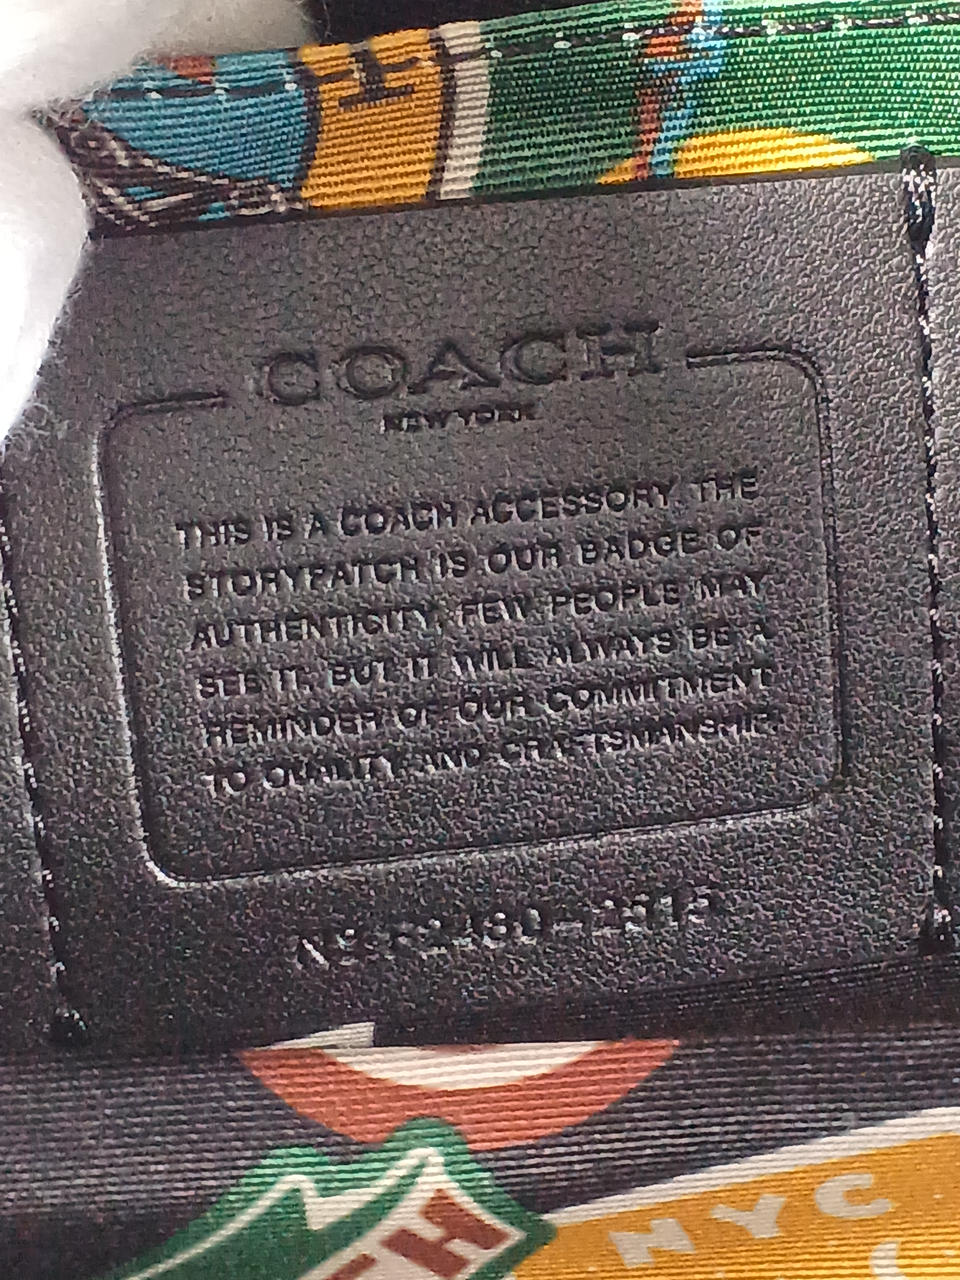 COACH
NEW YORK
THIS IS A COACH ACCESSORY. THE
STORYPATCH IS OUR BADGE OF
AUTHENTICITY. FEW PEOPLE MAY
SEE IT. BUT IT WILL ALWAYS BE A
REMINDER OF OUR COMMITMENT
TO QUALITY AND CRAFTSMANSHIP.
NYC